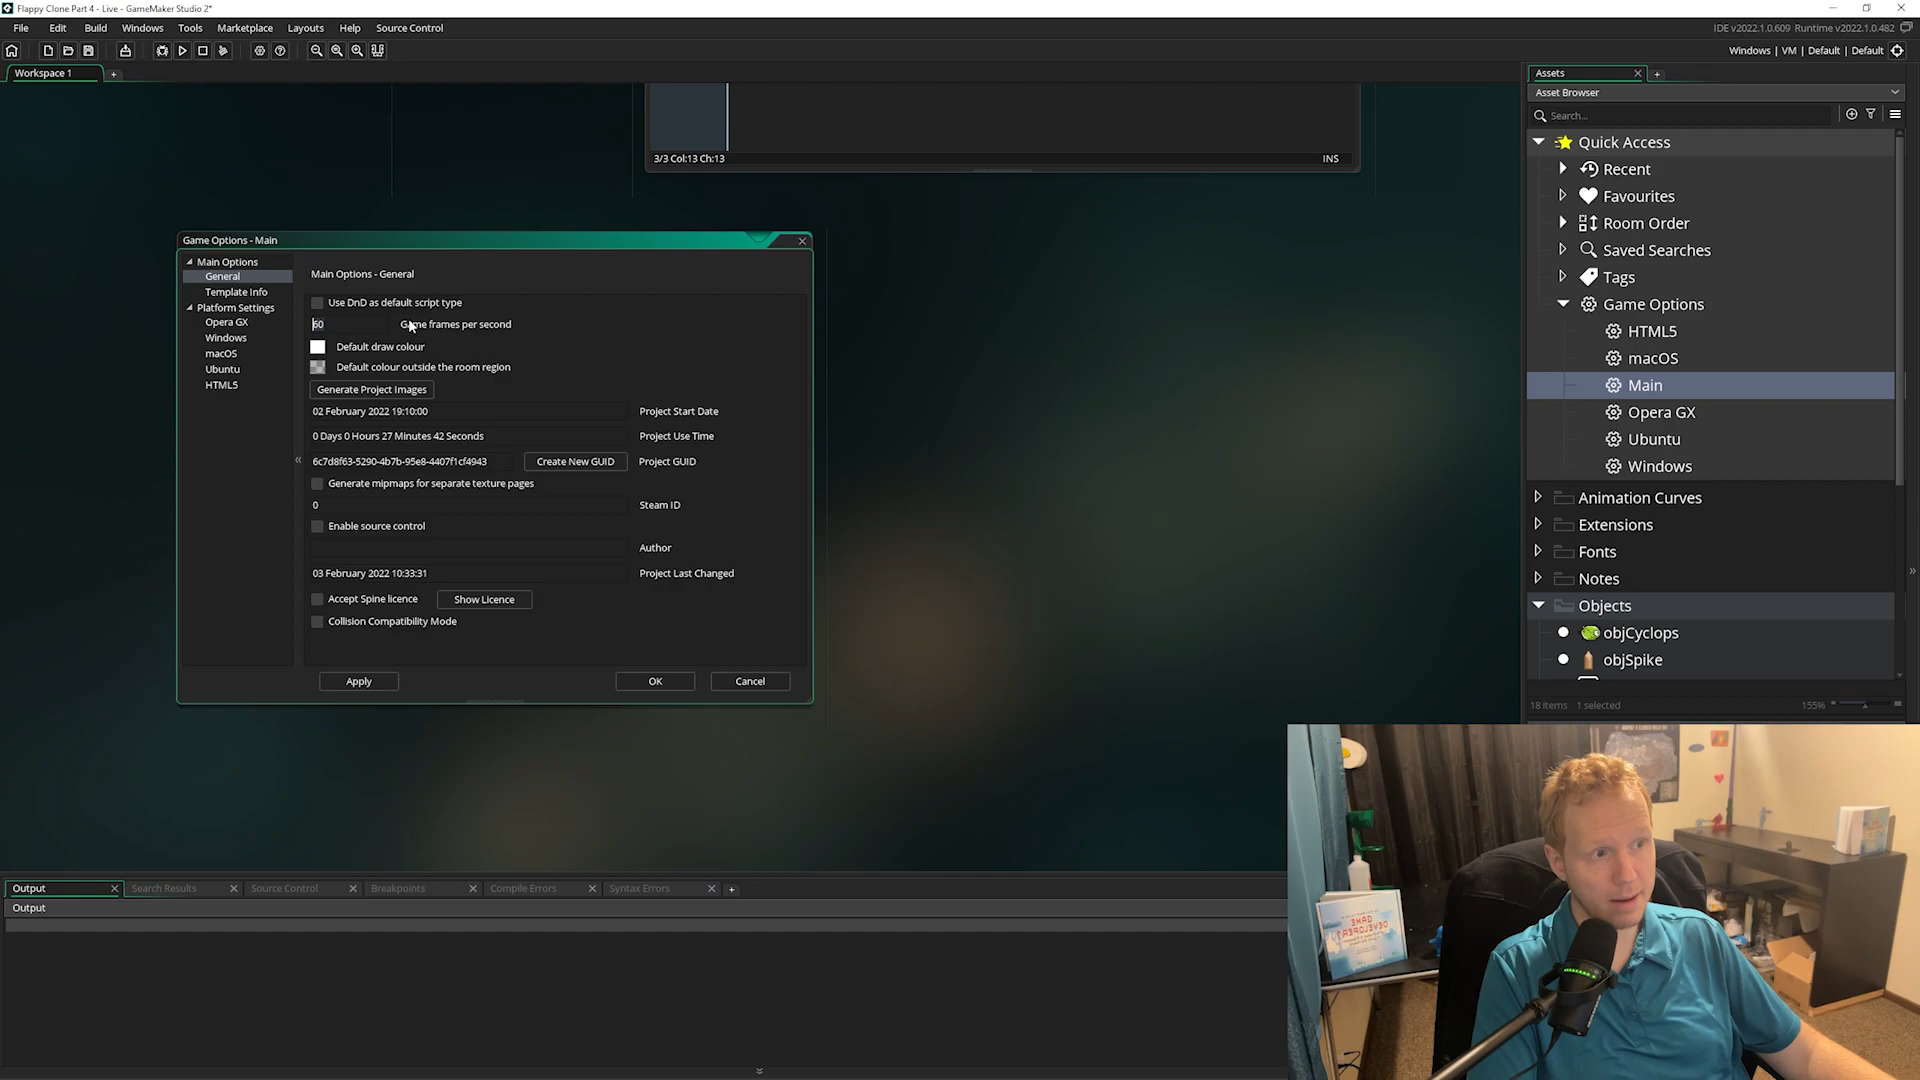 Flappy Clone Part 4 - Live - GameMaker Studio 2*
File Edit Build Windows Tools Marketplace Layouts Help Source Control
IDE v2022.1.0.609 Runtime v2022.1.0.482
Windows | VM | Default | Default
Workspace 1
3/3 Col:13 Ch:13
INS
Game Options - Main
Main Options
General
Template Info
Platform Settings
Opera GX
Windows
macOS
Ubuntu
HTML5
Main Options - General
Use DnD as default script type
60 Game frames per second
Default draw colour
Default colour outside the room region
Generate Project Images
02 February 2022 19:10:00 Project Start Date
0 Days 0 Hours 27 Minutes 42 Seconds Project Use Time
6c7d8f63-5290-4b7b-95e8-4407f1cf4943 Create New GUID Project GUID
Generate mipmaps for separate texture pages
0 Steam ID
Enable source control
Author
03 February 2022 10:33:31 Project Last Changed
Accept Spine licence Show Licence
Collision Compatibility Mode
Apply OK Cancel
Assets
Asset Browser
Search...
Quick Access
Recent
Favourites
Room Order
Saved Searches
Tags
Game Options
HTML5
macOS
Main
Opera GX
Ubuntu
Windows
Animation Curves
Extensions
Fonts
Notes
Objects
objCyclops
objSpike
18 items 1 selected 155%
Output Search Results Source Control Breakpoints Compile Errors Syntax Errors
Output
GAME
DEVELOPER?